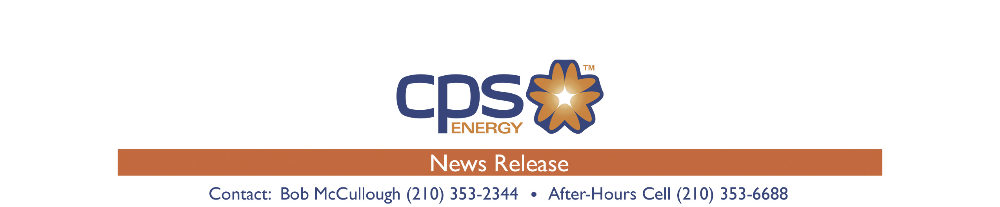 cps
ENERGY
TM
News Release
Contact: Bob McCullough (210) 353-2344 • After-Hours Cell (210) 353-6688